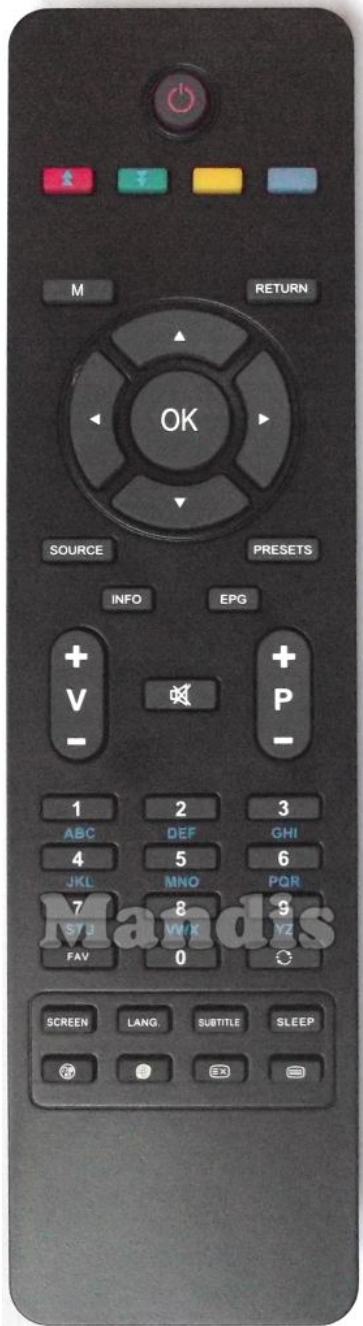 M RETURN
OK
SOURCE PRESETS
INFO EPG
+ +
V P
- -
1 2 3
ABC DEF GHI
4 5 6
JKL MNO PQR
7 8 9
STU VWX YZ
Mandis
FAV 0
SCREEN LANG. SUBTITLE SLEEP